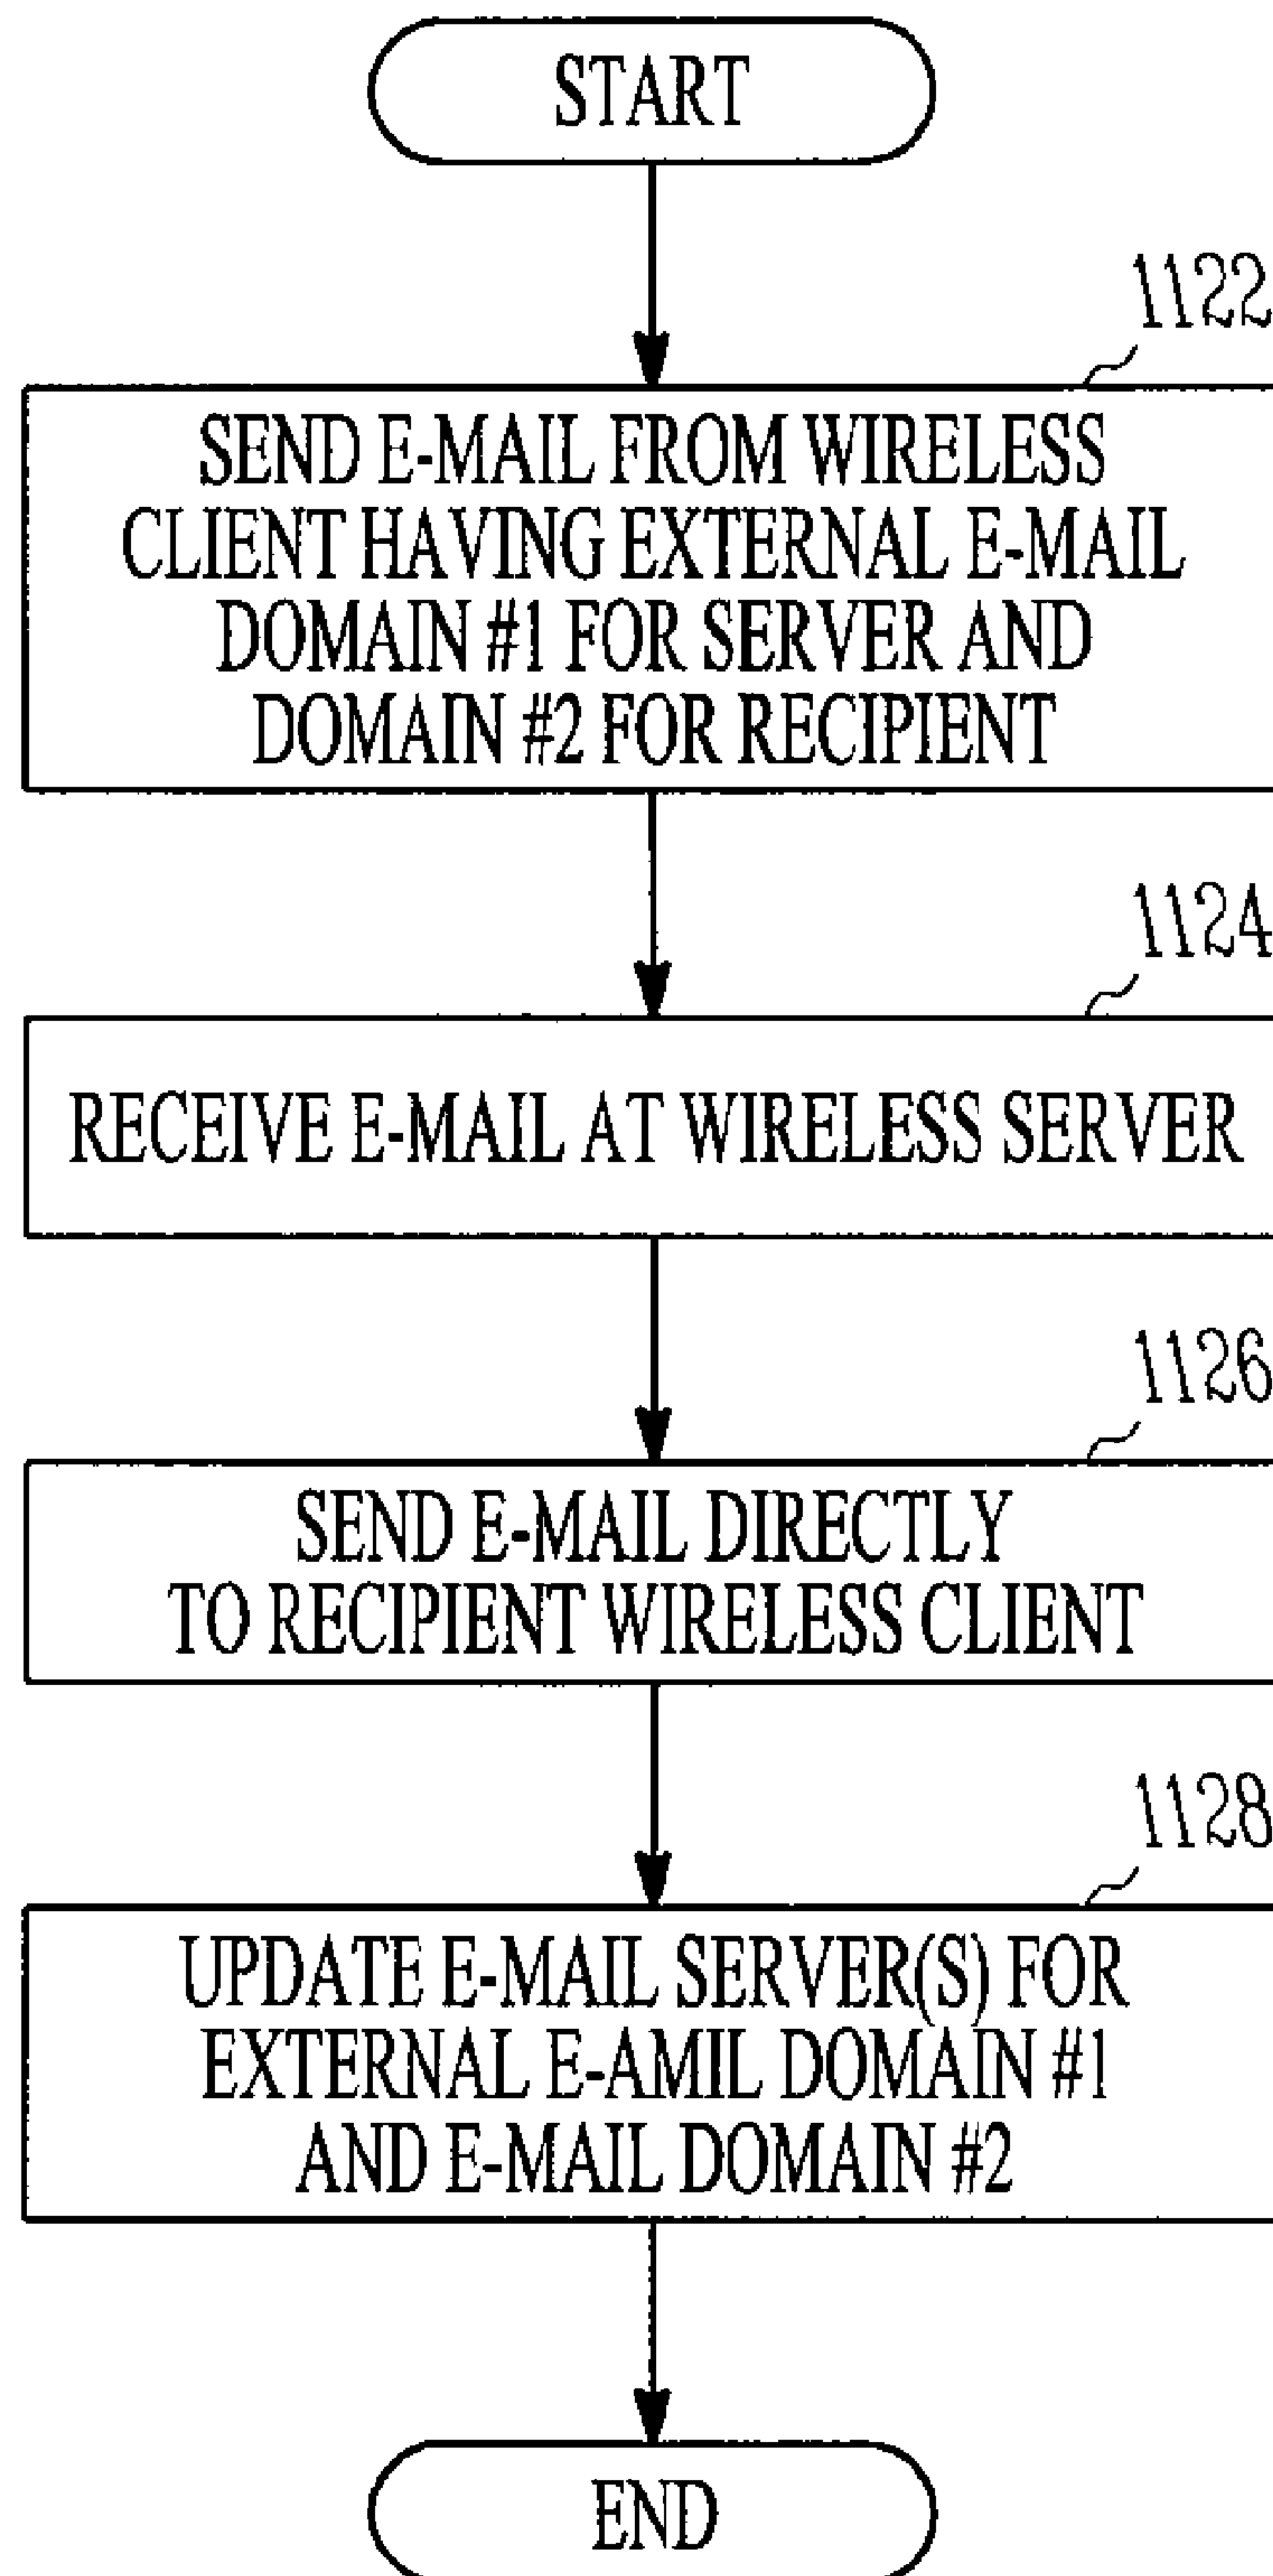 START
1122
SEND E-MAIL FROM WIRELESS
CLIENT HAVING EXTERNAL E-MAIL
DOMAIN #1 FOR SERVER AND
DOMAIN #2 FOR RECIPIENT
1124
RECEIVE E-MAIL AT WIRELESS SERVER
1126
SEND E-MAIL DIRECTLY
TO RECIPIENT WIRELESS CLIENT
1128
UPDATE E-MAIL SERVER(S) FOR
EXTERNAL E-AMIL DOMAIN #1
AND E-MAIL DOMAIN #2
END